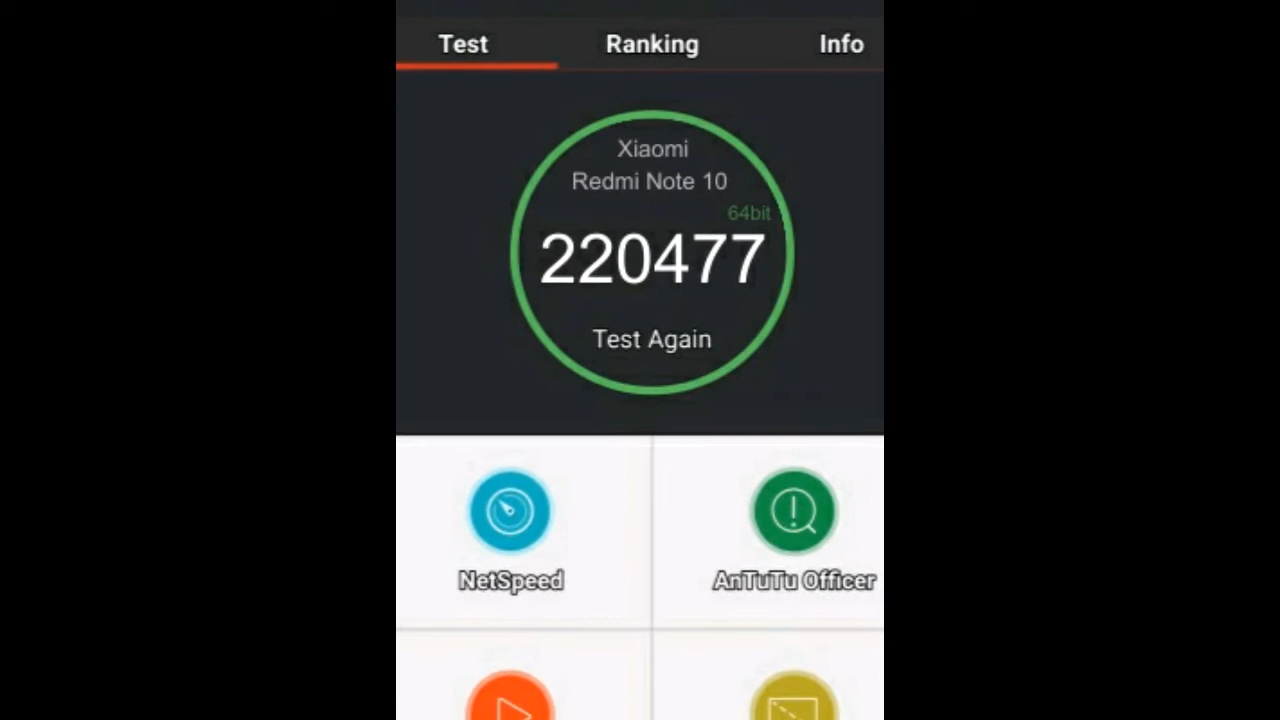 Test Ranking Info
Xiaomi
Redmi Note 10
64bit
220477
Test Again
NetSpeed AnTuTu Officer